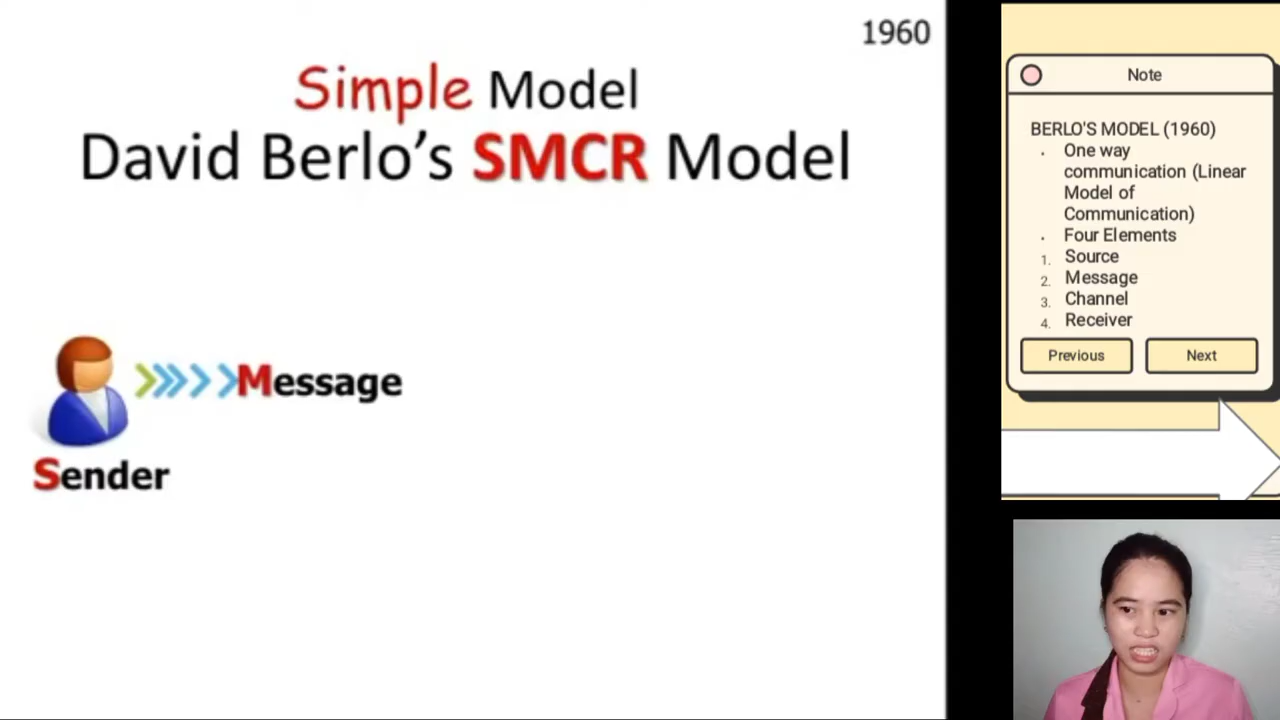 1960
Simple Model
David Berlo's SMCR Model
Message
Sender
Note
BERLO'S MODEL (1960)
· One way
communication (Linear
Model of
Communication)
· Four Elements
1. Source
2. Message
3. Channel
4. Receiver
Previous
Next